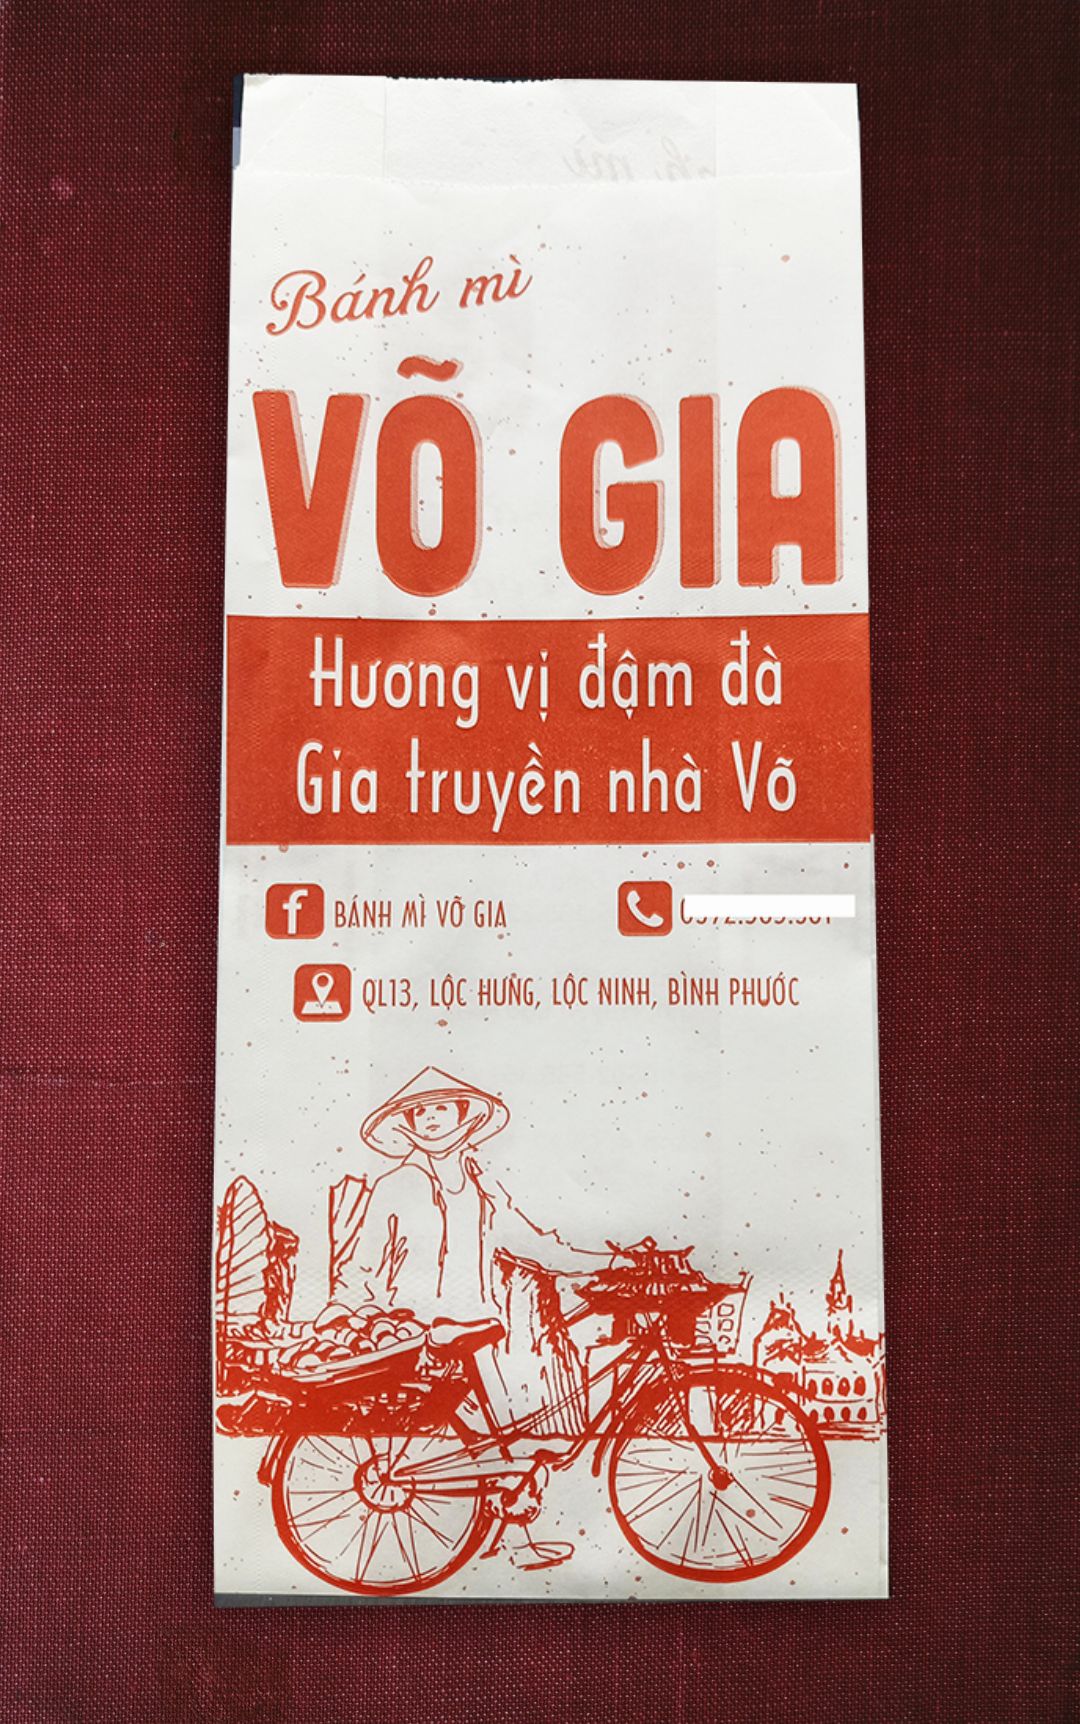 Bánh mì
VÕ GIA
Hương vị đậm đà
Gia truyền nhà Võ
BÁNH MÌ VÕ GIA
QL13, LỘC HƯNG, LỘC NINH, BÌNH PHƯỚC